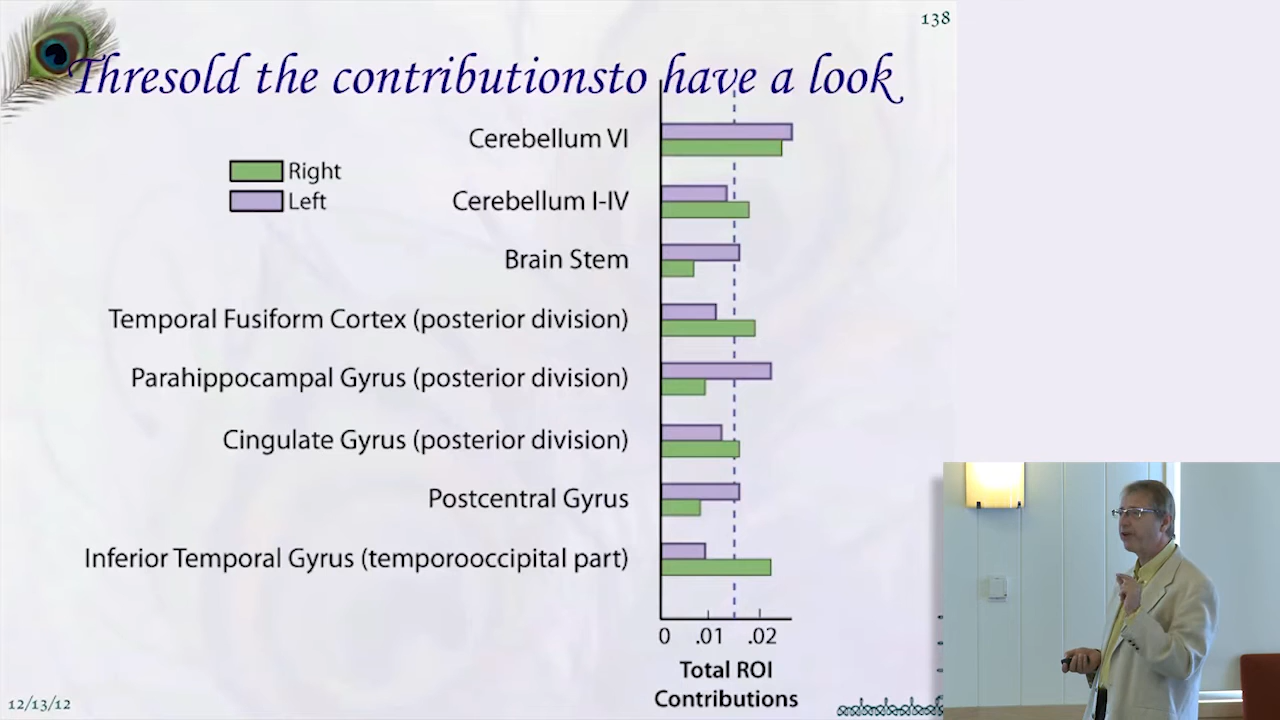 138
Thresold the contributionsto have a look
Cerebellum VI
Right
Left
Cerebellum I-IV
Brain Stem
Temporal Fusiform Cortex (posterior division)
Parahippocampal Gyrus (posterior division)
Cingulate Gyrus (posterior division)
Postcentral Gyrus
Inferior Temporal Gyrus (temporooccipital part)
0 .01 .02
Total ROI
Contributions
12/13/12